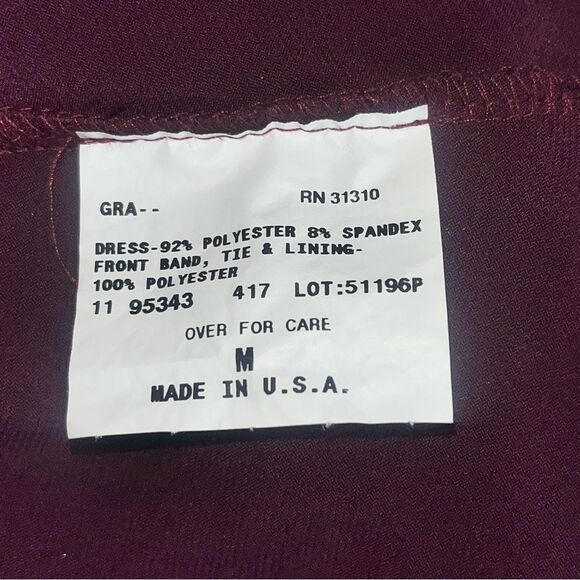 GRA-- RN 31310
DRESS-92% POLYESTER 8% SPANDEX
FRONT BAND, TIE & LINING-
100% POLYESTER
11 95343 417 LOT:51196P
OVER FOR CARE
M
MADE IN U.S.A.